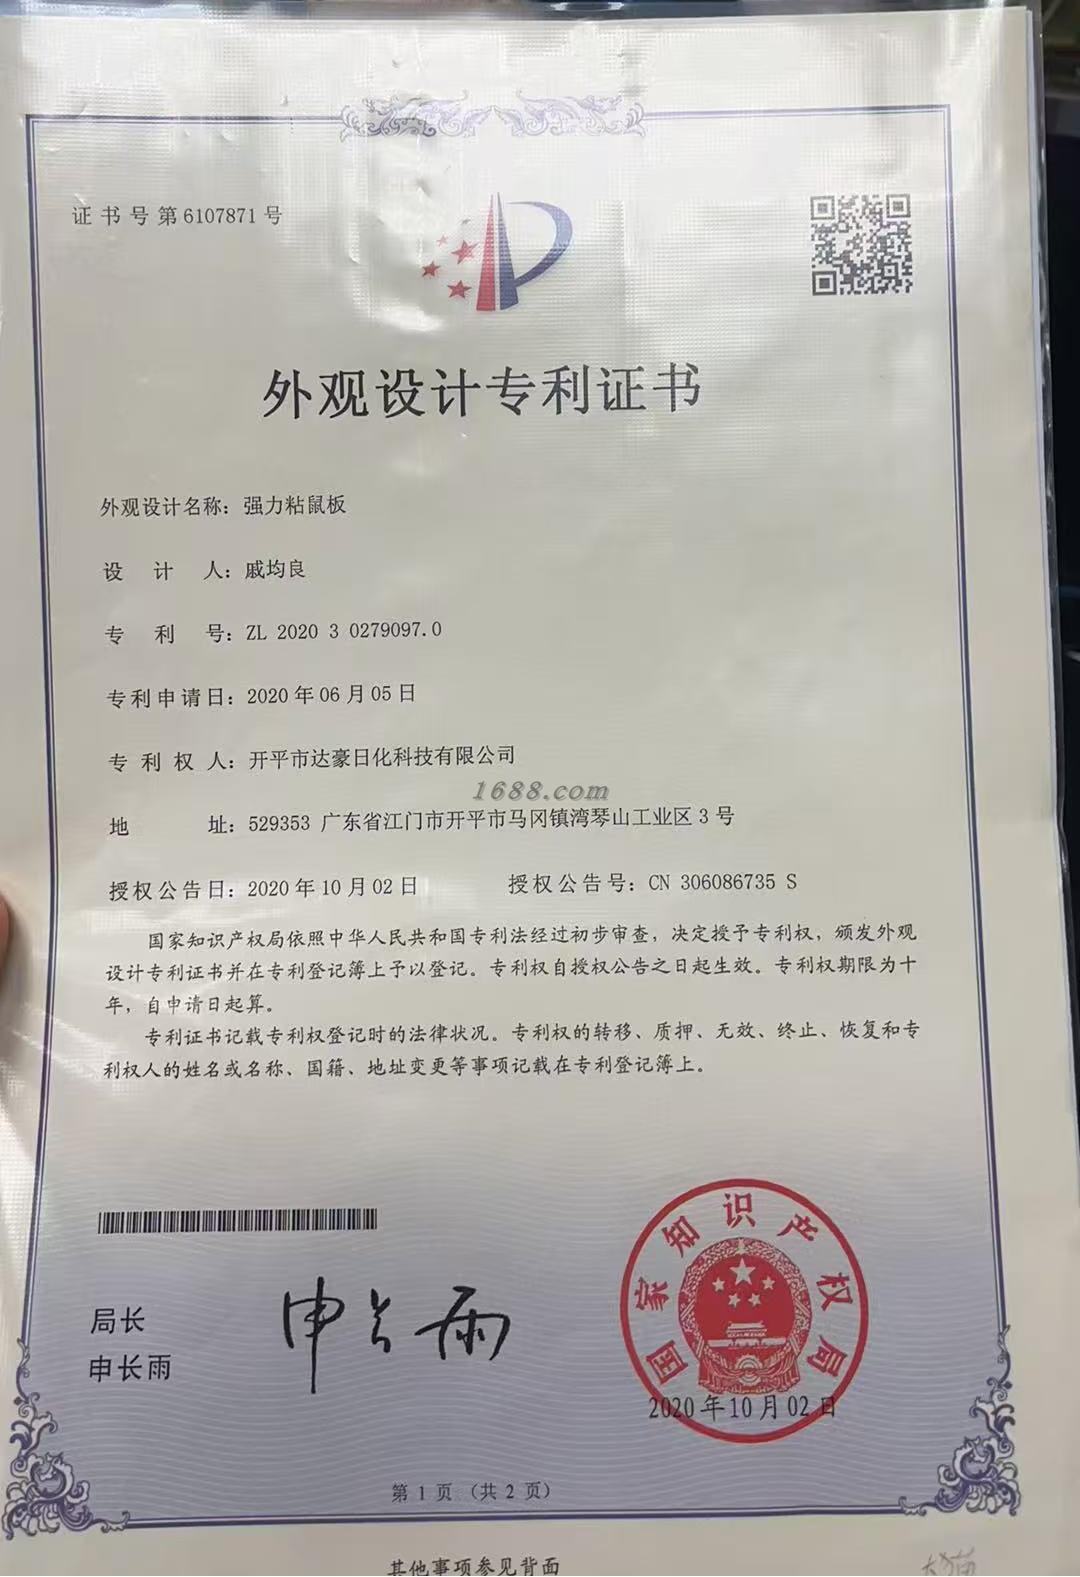 证书号第6107871号
外观设计专利证书
外观设计名称：强力粘鼠板
设计人：戚均良
专利号：ZL 2020 3 0279097.0
专利申请日：2020年06月05日
专利权人：开平市达豪日化科技有限公司
1688.com
地址：529353 广东省江门市开平市马冈镇湾琴山工业区3号
授权公告日：2020年10月02日 授权公告号：CN 306086735 S
国家知识产权局依照中华人民共和国专利法经过初步审查，决定授予专利权，颁发外观
设计专利证书并在专利登记簿上予以登记。专利权自授权公告之日起生效。专利权期限为十
年，自申请日起算。
专利证书记载专利权登记时的法律状况。专利权的转移、质押、无效、终止、恢复和专
利权人的姓名或名称、国籍、地址变更等事项记载在专利登记簿上。
局长
申长雨
申长雨
国家知识产权局
2020年10月02日
第1页（共2页）
其他事项参见背面